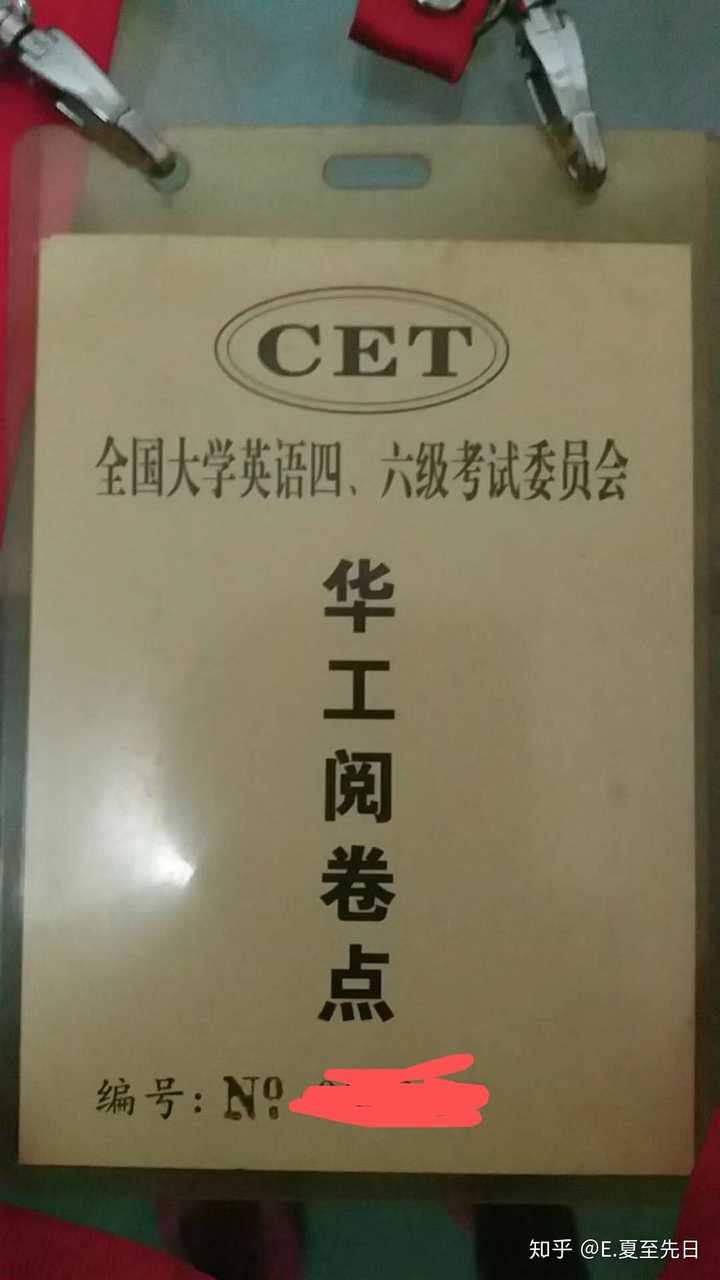 CET
全国大学英语四、六级考试委员会
华
工
阅
卷
点
编号：№
知乎 @E.夏至先日